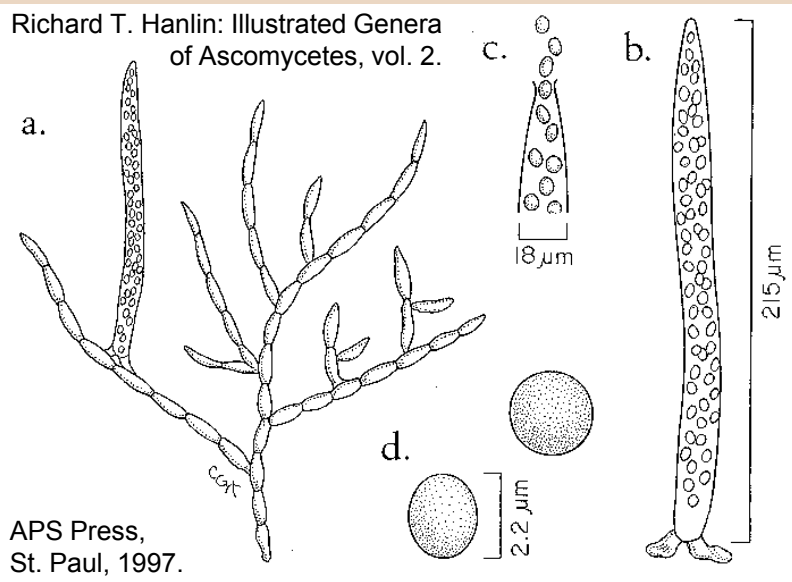 Richard T. Hanlin: Illustrated Genera
of Ascomycetes, vol. 2.
a.
c.
b.
18 µm
215 µm
d.
2.2 µm
CGK
APS Press,
St. Paul, 1997.